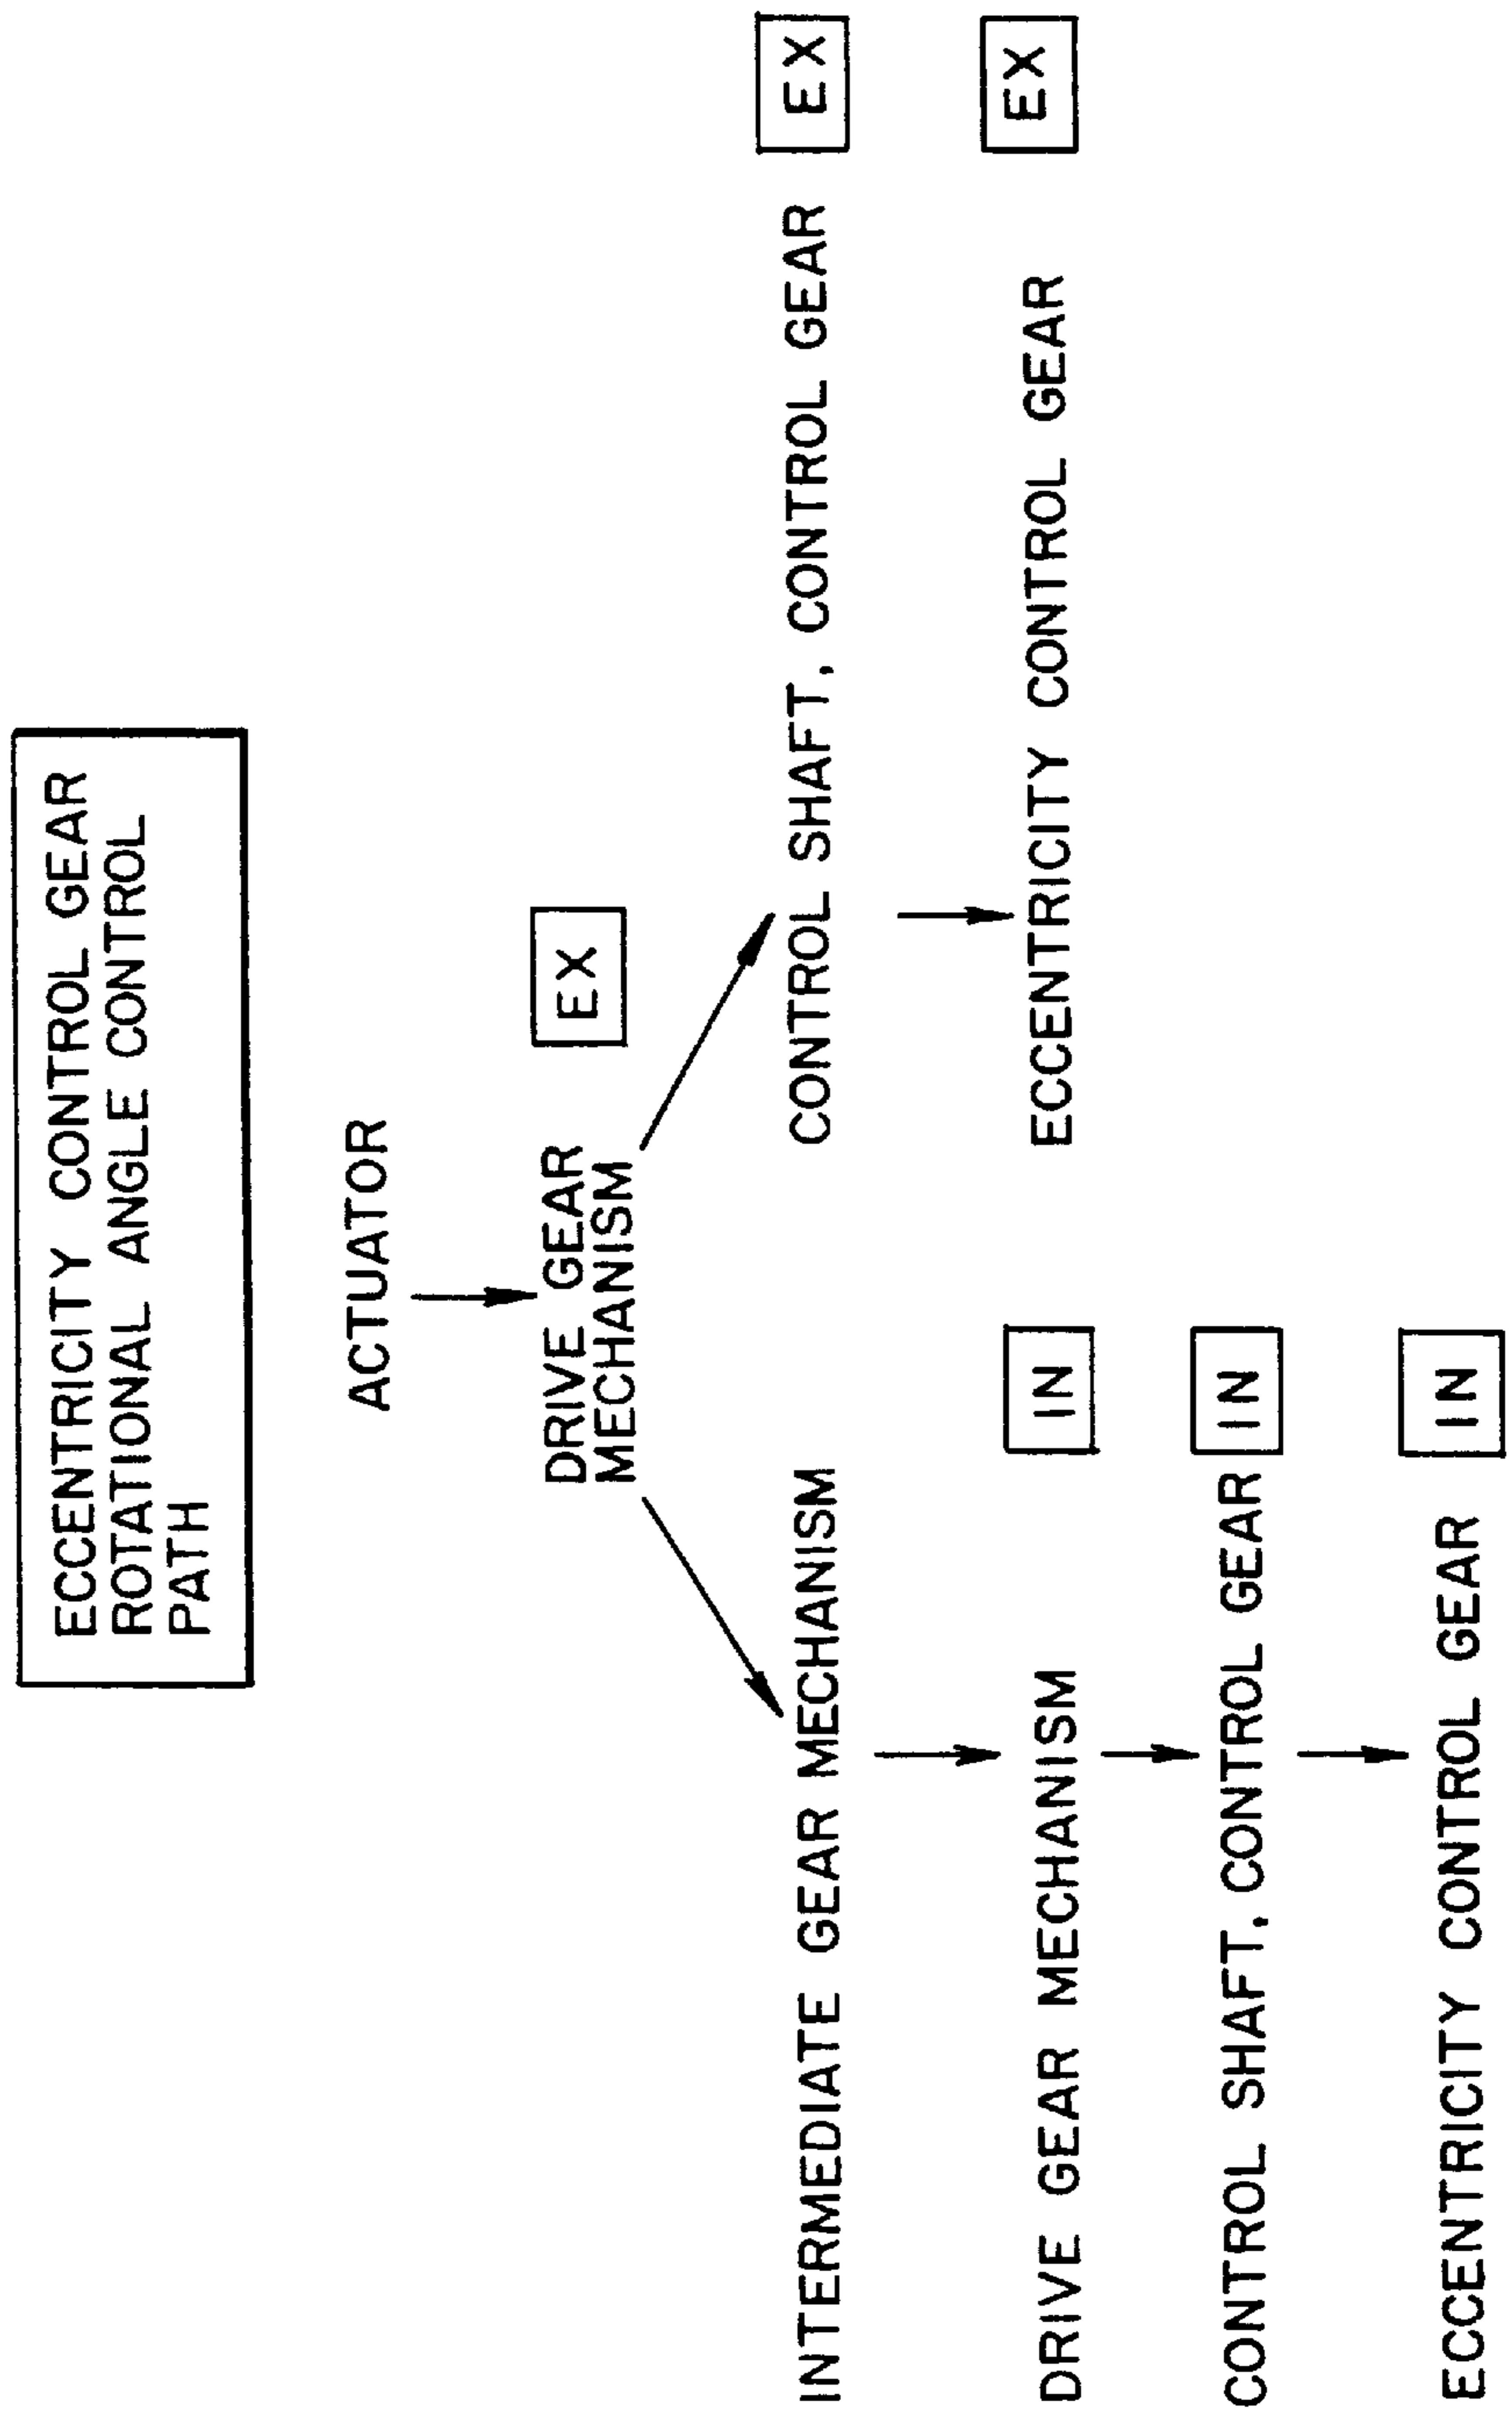 ECCENTRICITY CONTROL GEAR
ROTATIONAL ANGLE CONTROL
PATH
ACTUATOR
DRIVE GEAR
MECHANISM
EX
INTERMEDIATE GEAR MECHANISM
DRIVE GEAR MECHANISM
IN
CONTROL SHAFT, CONTROL GEAR
IN
ECCENTRICITY CONTROL GEAR
IN
CONTROL SHAFT, CONTROL GEAR
EX
ECCENTRICITY CONTROL GEAR
EX